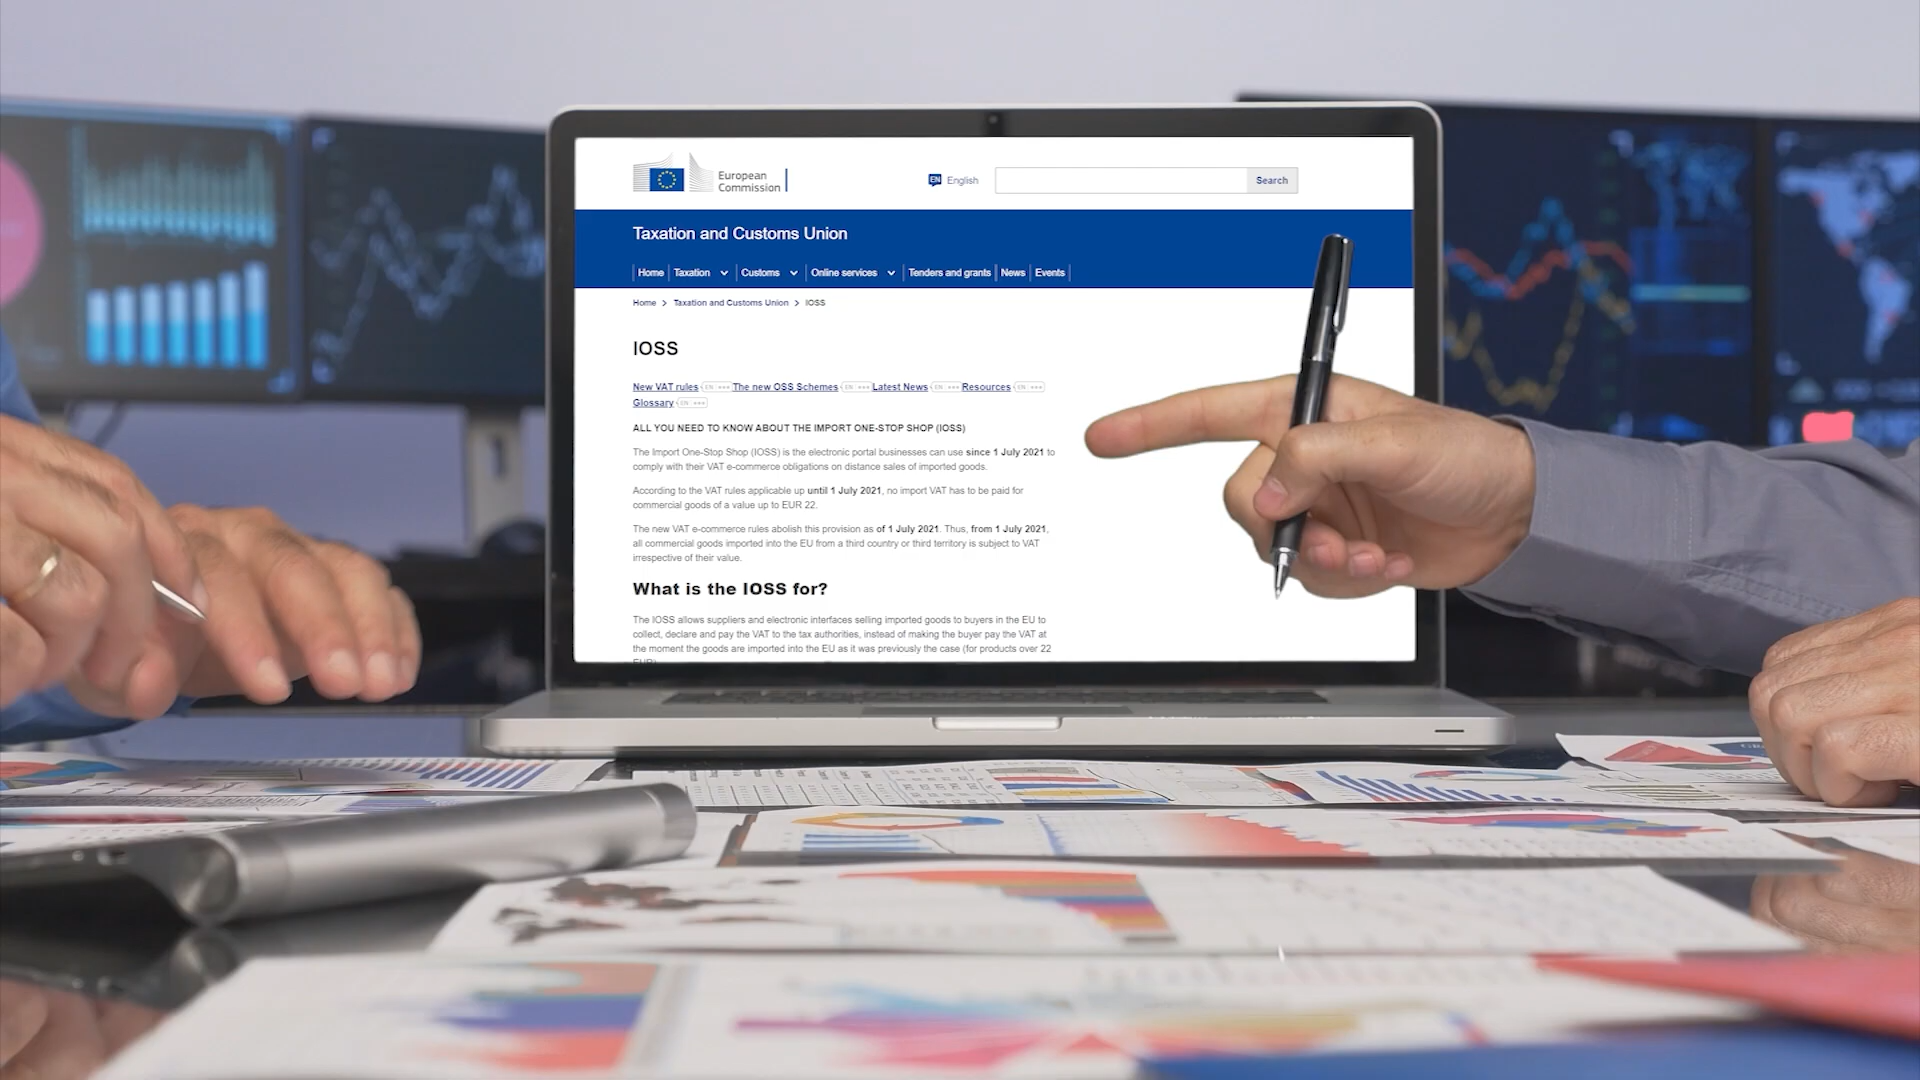 European
Commission
EN English
Search
Taxation and Customs Union
Home Taxation Customs Online services Tenders and grants News Events
Home > Taxation and Customs Union > IOSS
IOSS
New VAT rules EN ••• The new OSS Schemes EN ••• Latest News EN ••• Resources EN •••
Glossary EN •••
ALL YOU NEED TO KNOW ABOUT THE IMPORT ONE-STOP SHOP (IOSS)
The Import One-Stop Shop (IOSS) is the electronic portal businesses can use since 1 July 2021 to
comply with their VAT e-commerce obligations on distance sales of imported goods.
According to the VAT rules applicable up until 1 July 2021, no import VAT has to be paid for
commercial goods of a value up to EUR 22.
The new VAT e-commerce rules abolish this provision as of 1 July 2021. Thus, from 1 July 2021,
all commercial goods imported into the EU from a third country or third territory is subject to VAT
irrespective of their value.
What is the IOSS for?
The IOSS allows suppliers and electronic interfaces selling imported goods to buyers in the EU to
collect, declare and pay the VAT to the tax authorities, instead of making the buyer pay the VAT at
the moment the goods are imported into the EU as it was previously the case (for products over 22
EUR)